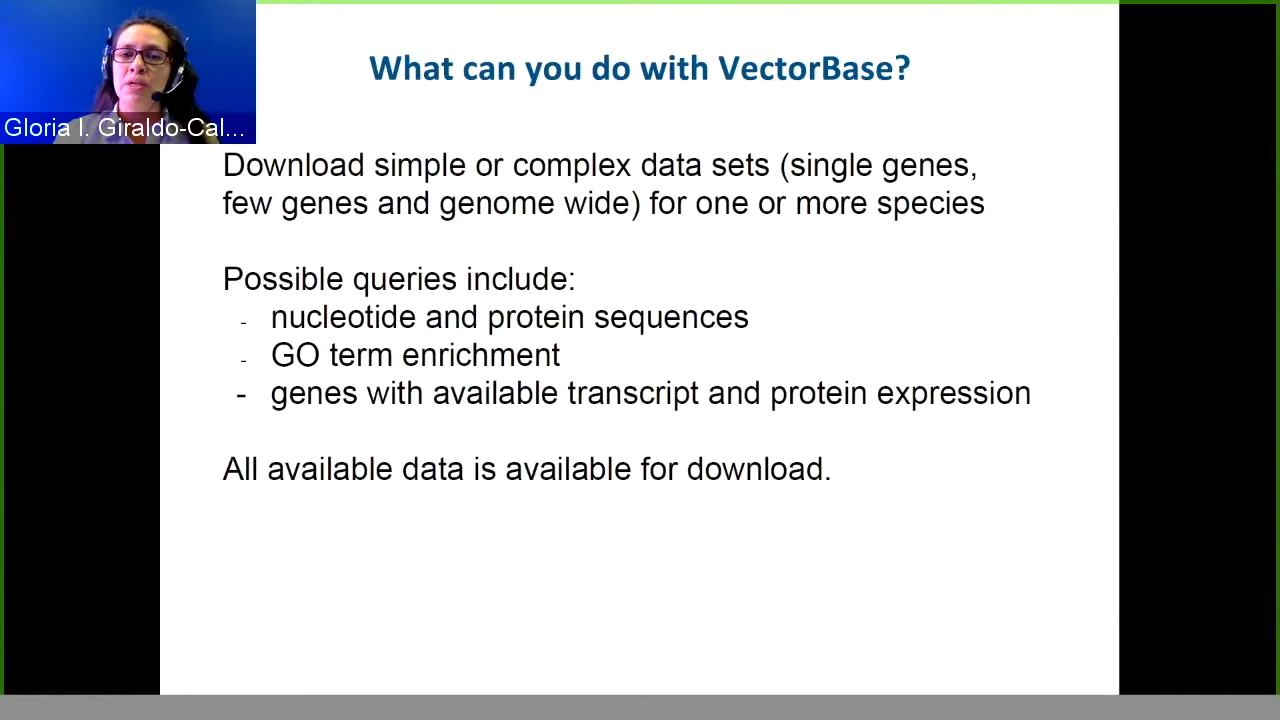 What can you do with VectorBase?
Gloria I. Giraldo-Cal...
Download simple or complex data sets (single genes,
few genes and genome wide) for one or more species
Possible queries include:
- nucleotide and protein sequences
- GO term enrichment
- genes with available transcript and protein expression
All available data is available for download.